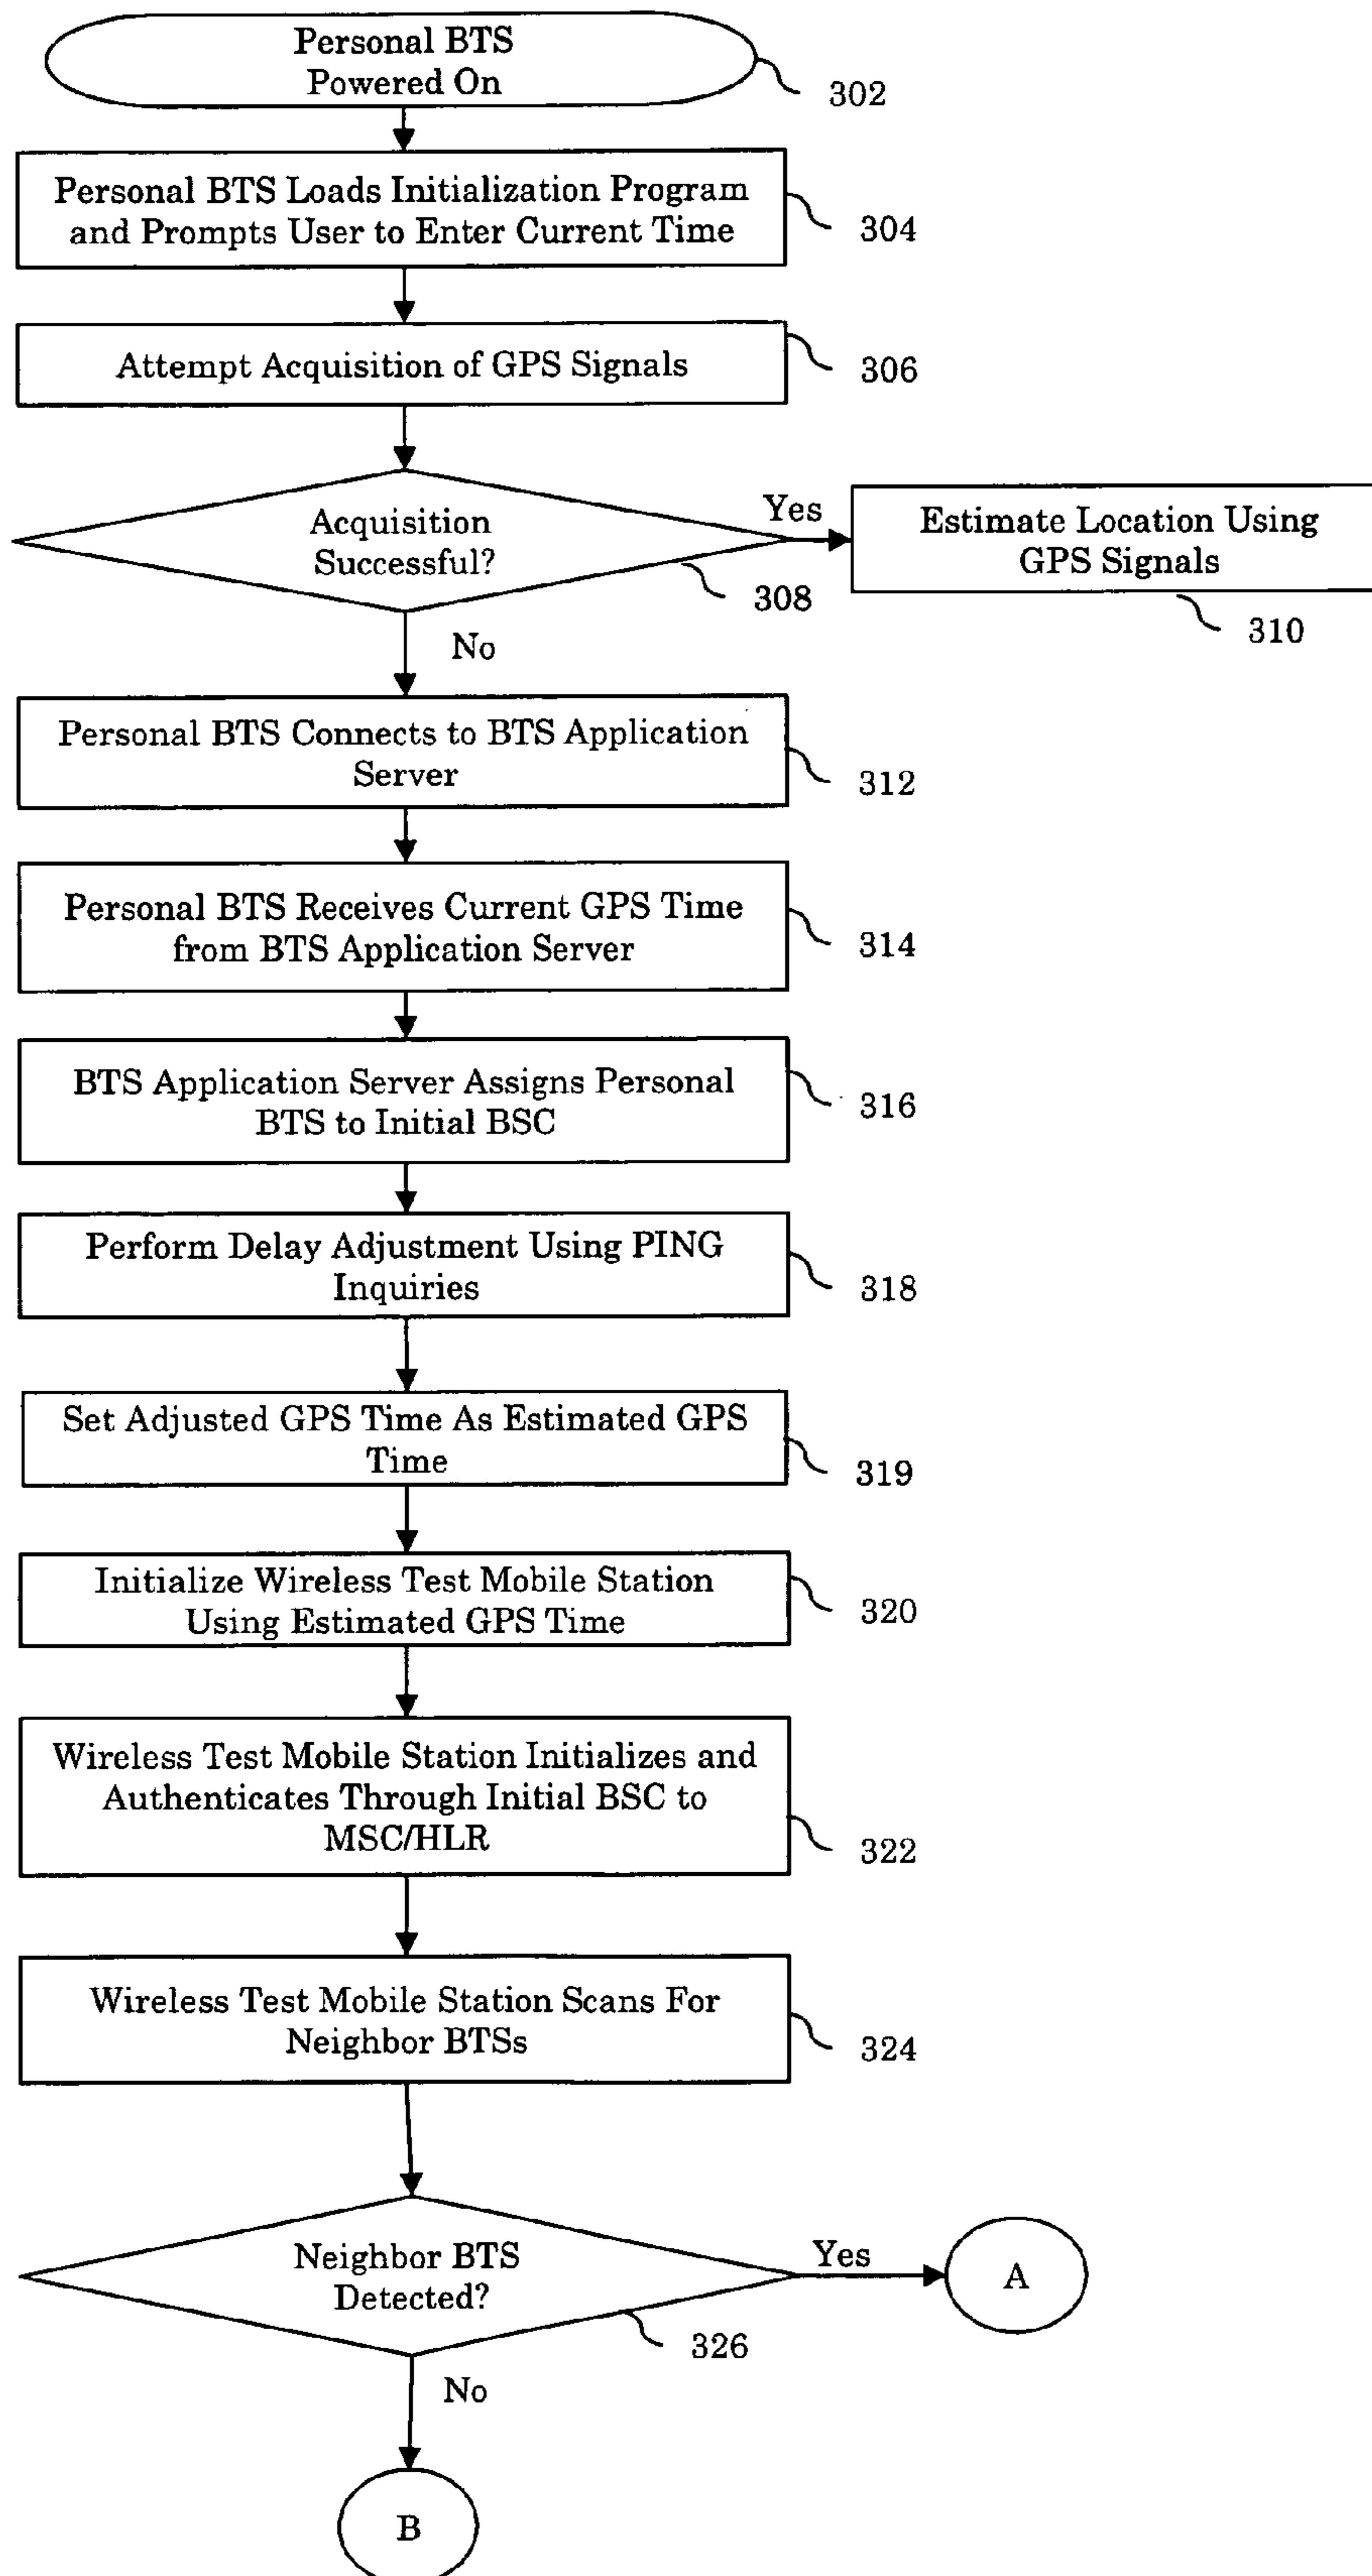 Personal BTS
Powered On
302
Personal BTS Loads Initialization Program
and Prompts User to Enter Current Time
304
Attempt Acquisition of GPS Signals
306
Acquisition
Successful?
308
Yes
Estimate Location Using
GPS Signals
310
No
Personal BTS Connects to BTS Application
Server
312
Personal BTS Receives Current GPS Time
from BTS Application Server
314
BTS Application Server Assigns Personal
BTS to Initial BSC
316
Perform Delay Adjustment Using PING
Inquiries
318
Set Adjusted GPS Time As Estimated GPS
Time
319
Initialize Wireless Test Mobile Station
Using Estimated GPS Time
320
Wireless Test Mobile Station Initializes and
Authenticates Through Initial BSC to
MSC/HLR
322
Wireless Test Mobile Station Scans For
Neighbor BTSs
324
Neighbor BTS
Detected?
326
Yes
A
No
B